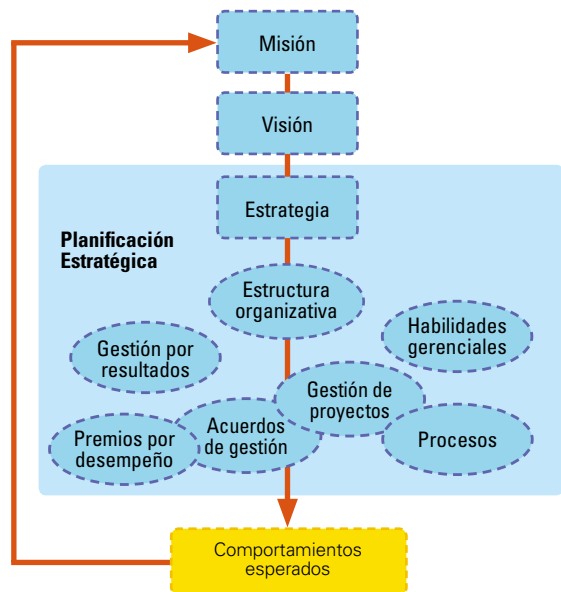 Misión
Visión
Estrategia
Planificación
Estratégica
Estructura
organizativa
Habilidades
gerenciales
Gestión por
resultados
Gestión de
proyectos
Acuerdos
de gestión
Premios por
desempeño
Procesos
Comportamientos
esperados